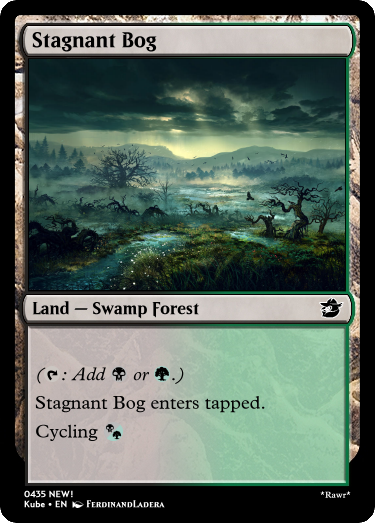 Stagnant Bog
Land — Swamp Forest
(: Add or .)
Stagnant Bog enters tapped.
Cycling
0435 NEW!
*Rawr*
Kube • EN FERDINANDLADERA